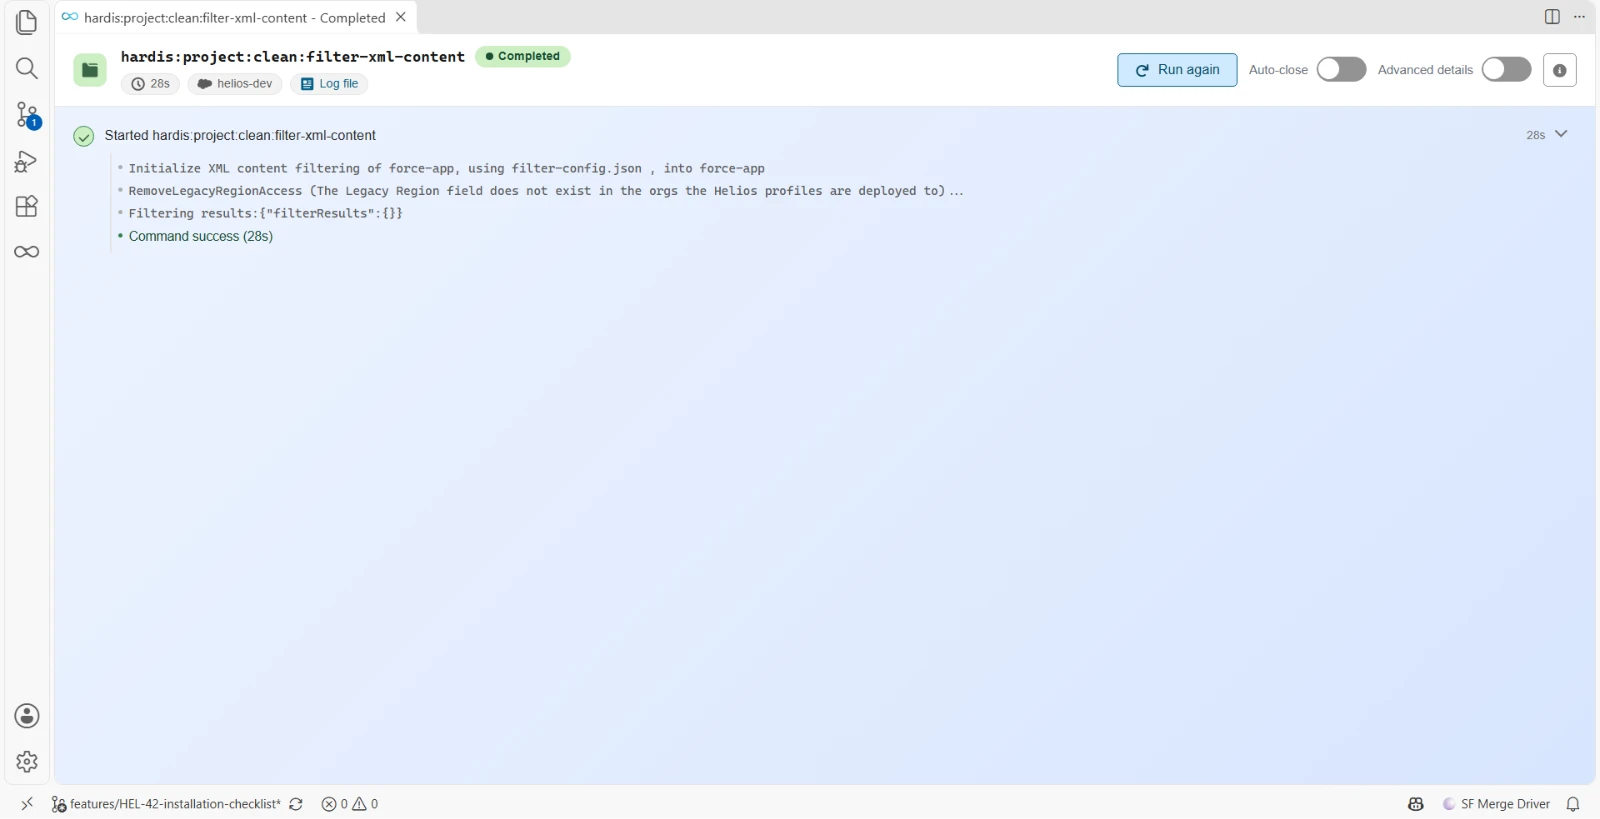 hardis:project:clean:filter-xml-content - Completed
hardis:project:clean:filter-xml-content
Completed
28s
helios-dev
Log file
Run again
Auto-close
Advanced details
1
Started hardis:project:clean:filter-xml-content
28s
Initialize XML content filtering of force-app, using filter-config.json , into force-app
RemoveLegacyRegionAccess (The Legacy Region field does not exist in the orgs the Helios profiles are deployed to)...
Filtering results:{"filterResults":{}}
Command success (28s)
features/HEL-42-installation-checklist*
0
0
SF Merge Driver